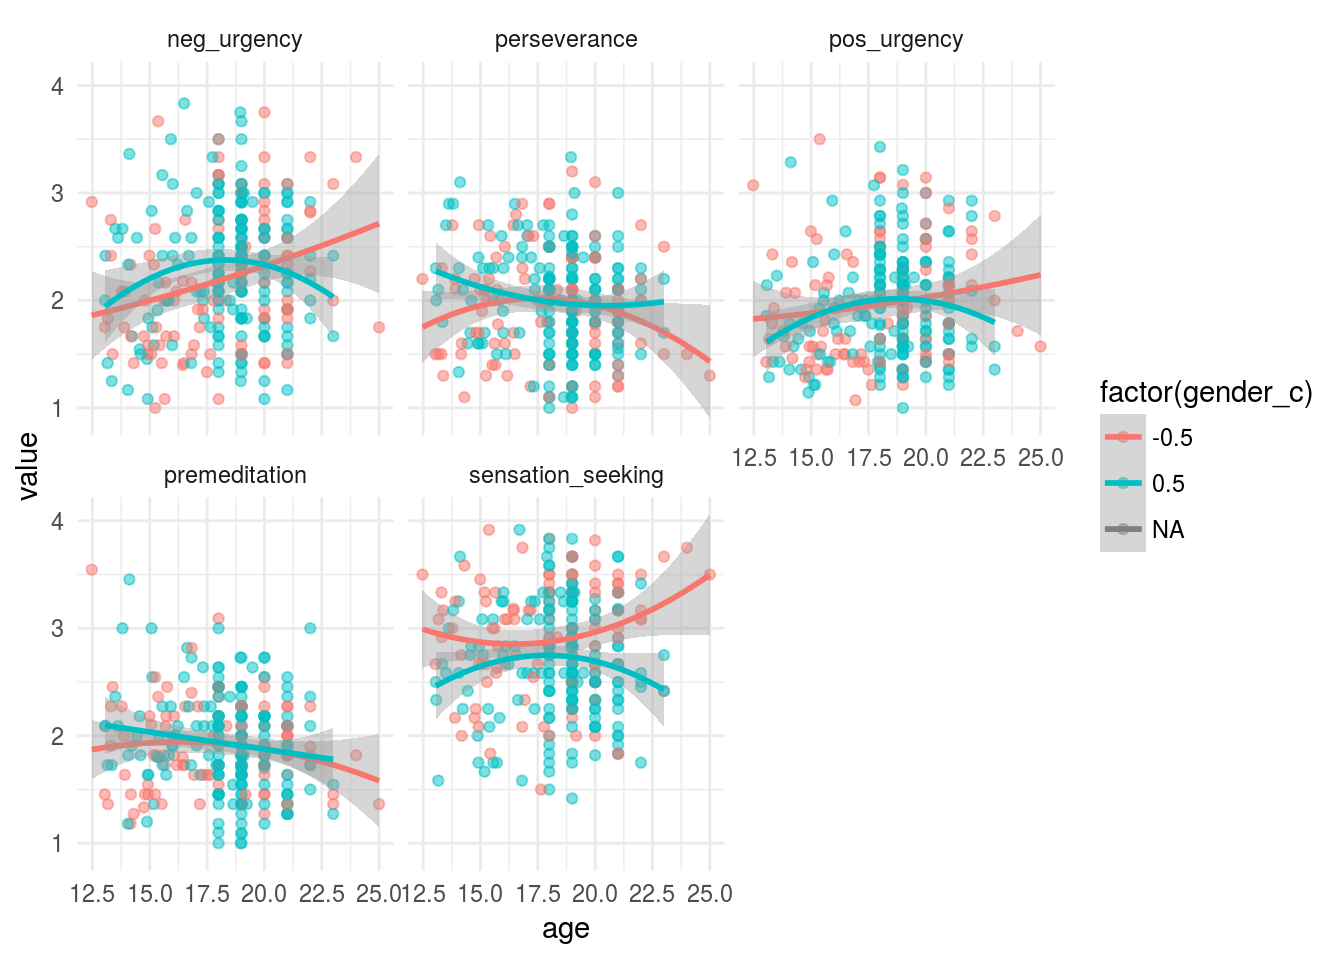 neg_urgency perseverance pos_urgency
4
3
2
1
12.5 15.0 17.5 20.0 22.5 25.0
premeditation sensation_seeking
4
3
2
1
12.5 15.0 17.5 20.0 22.5 25.0 12.5 15.0 17.5 20.0 22.5 25.0
age
value
factor(gender_c)
-0.5
0.5
NA